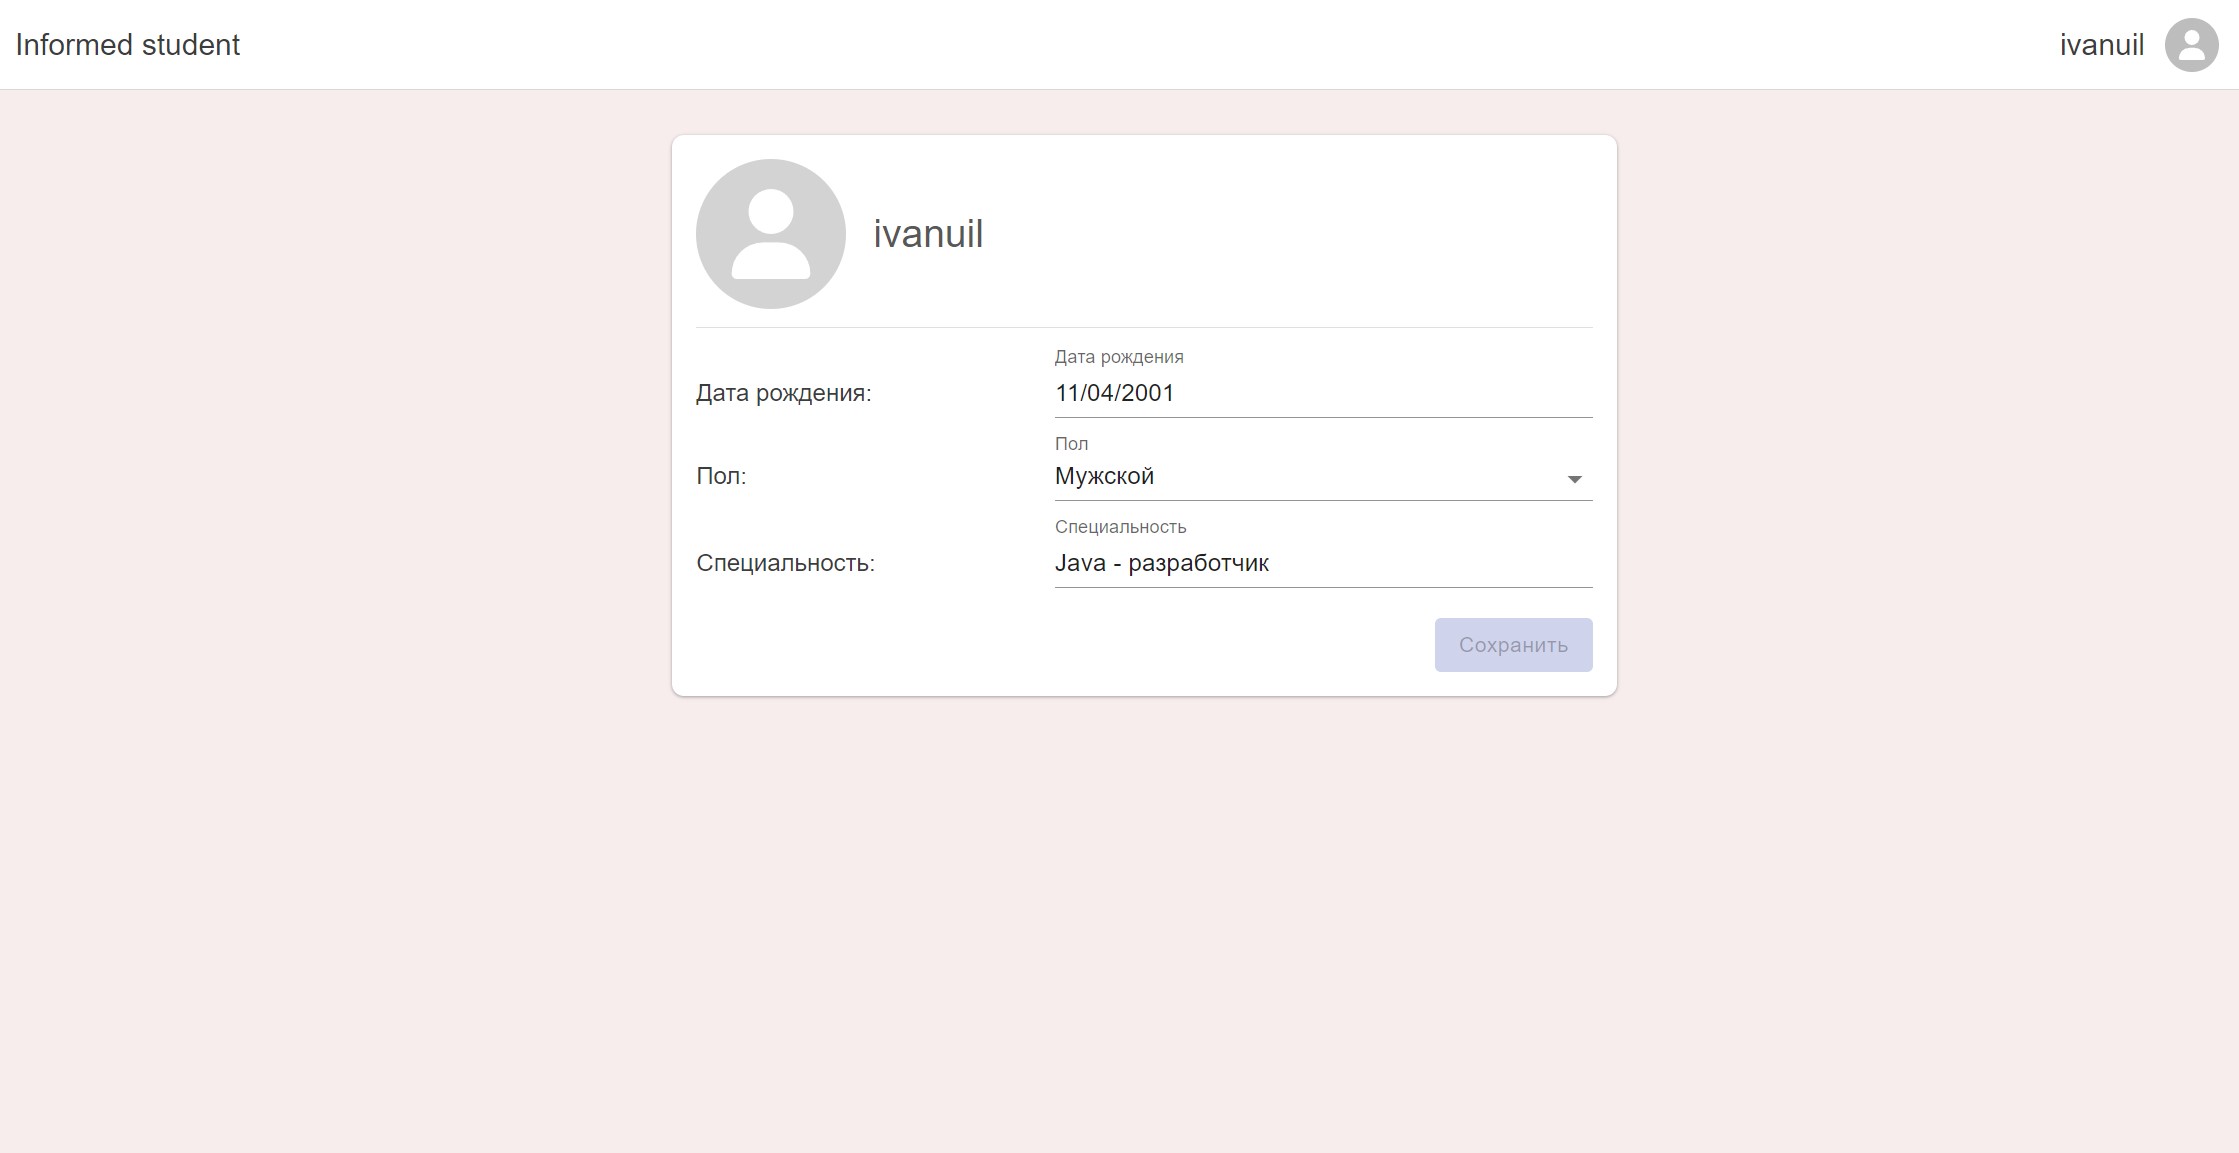 Informed student
ivanuil
ivanuil
Дата рождения
Дата рождения:
11/04/2001
Пол
Пол:
Мужской
Специальность
Специальность:
Java - разработчик
Сохранить